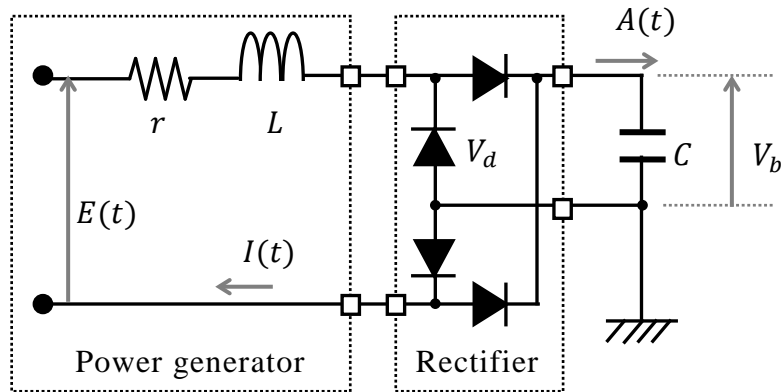 A(t)
r
L
V_d
C
V_b
E(t)
I(t)
Power generator
Rectifier